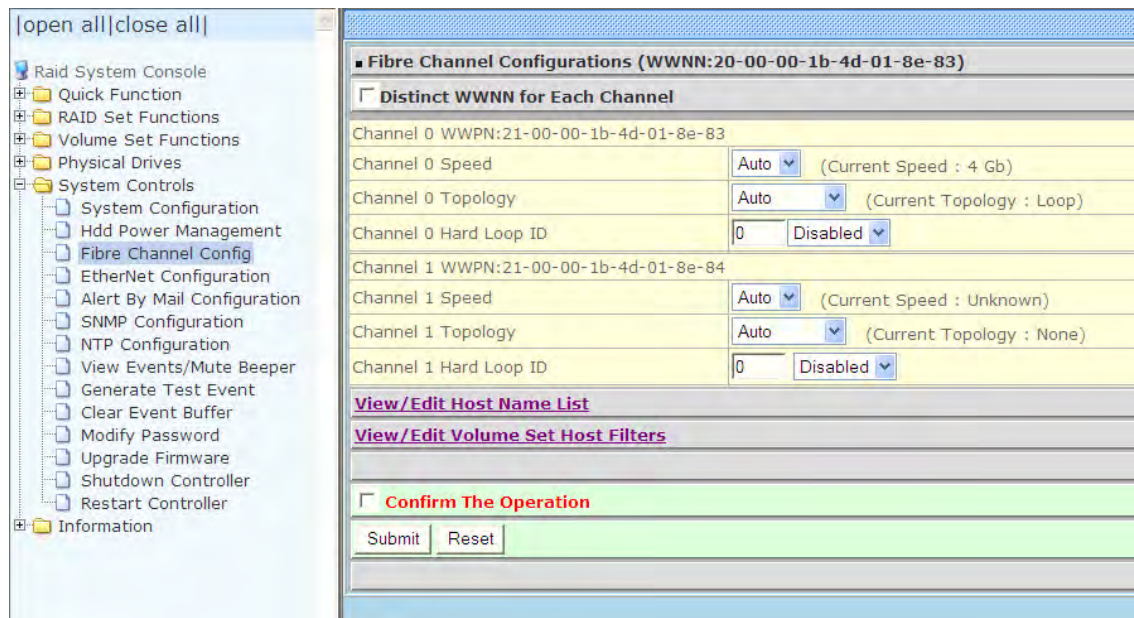 |open all|close all|
Raid System Console
Quick Function
RAID Set Functions
Volume Set Functions
Physical Drives
System Controls
System Configuration
Hdd Power Management
Fibre Channel Config
EtherNet Configuration
Alert By Mail Configuration
SNMP Configuration
NTP Configuration
View Events/Mute Beeper
Generate Test Event
Clear Event Buffer
Modify Password
Upgrade Firmware
Shutdown Controller
Restart Controller
Information
Fibre Channel Configurations (WWNN:20-00-00-1b-4d-01-8e-83)
Distinct WWNN for Each Channel
Channel 0 WWPN:21-00-00-1b-4d-01-8e-83
Channel 0 Speed Auto (Current Speed : 4 Gb)
Channel 0 Topology Auto (Current Topology : Loop)
Channel 0 Hard Loop ID 0 Disabled
Channel 1 WWPN:21-00-00-1b-4d-01-8e-84
Channel 1 Speed Auto (Current Speed : Unknown)
Channel 1 Topology Auto (Current Topology : None)
Channel 1 Hard Loop ID 0 Disabled
View/Edit Host Name List
View/Edit Volume Set Host Filters
Confirm The Operation
Submit Reset